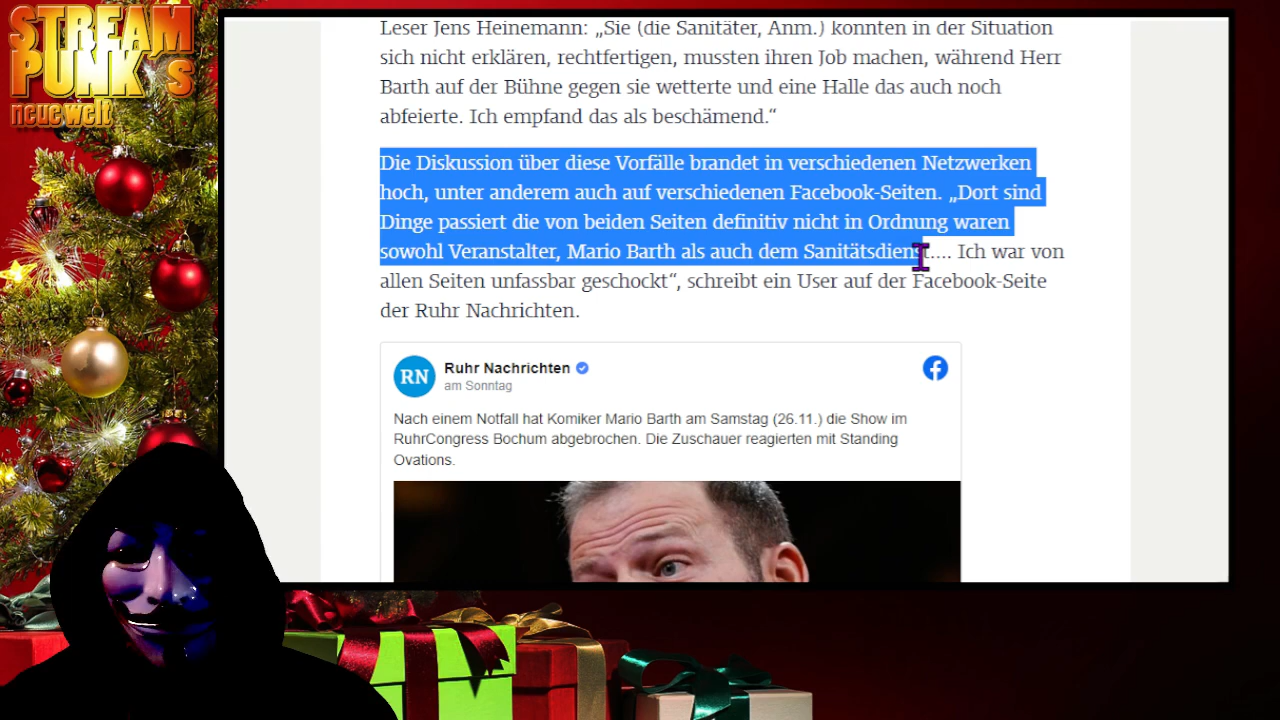 STREAM
PUNK´s
neue welt
Leser Jens Heinemann: „Sie (die Sanitäter, Anm.) konnten in der Situation
sich nicht erklären, rechtfertigen, mussten ihren Job machen, während Herr
Barth auf der Bühne gegen sie wetterte und eine Halle das auch noch
abfeierte. Ich empfand das als beschämend.“
Die Diskussion über diese Vorfälle brandet in verschiedenen Netzwerken
hoch, unter anderem auch auf verschiedenen Facebook-Seiten. „Dort sind
Dinge passiert die von beiden Seiten definitiv nicht in Ordnung waren
sowohl Veranstalter, Mario Barth als auch dem Sanitätsdienst.... Ich war von
allen Seiten unfassbar geschockt“, schreibt ein User auf der Facebook-Seite
der Ruhr Nachrichten.
RN
Ruhr Nachrichten
am Sonntag
Nach einem Notfall hat Komiker Mario Barth am Samstag (26.11.) die Show im
RuhrCongress Bochum abgebrochen. Die Zuschauer reagierten mit Standing
Ovations.